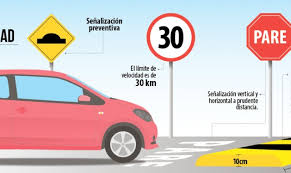 AD
Señalización
preventiva
30
PARE
El límite de
velocidad es de
30 km
Señalización vertical y
horizontal a prudente
distancia.
10cm